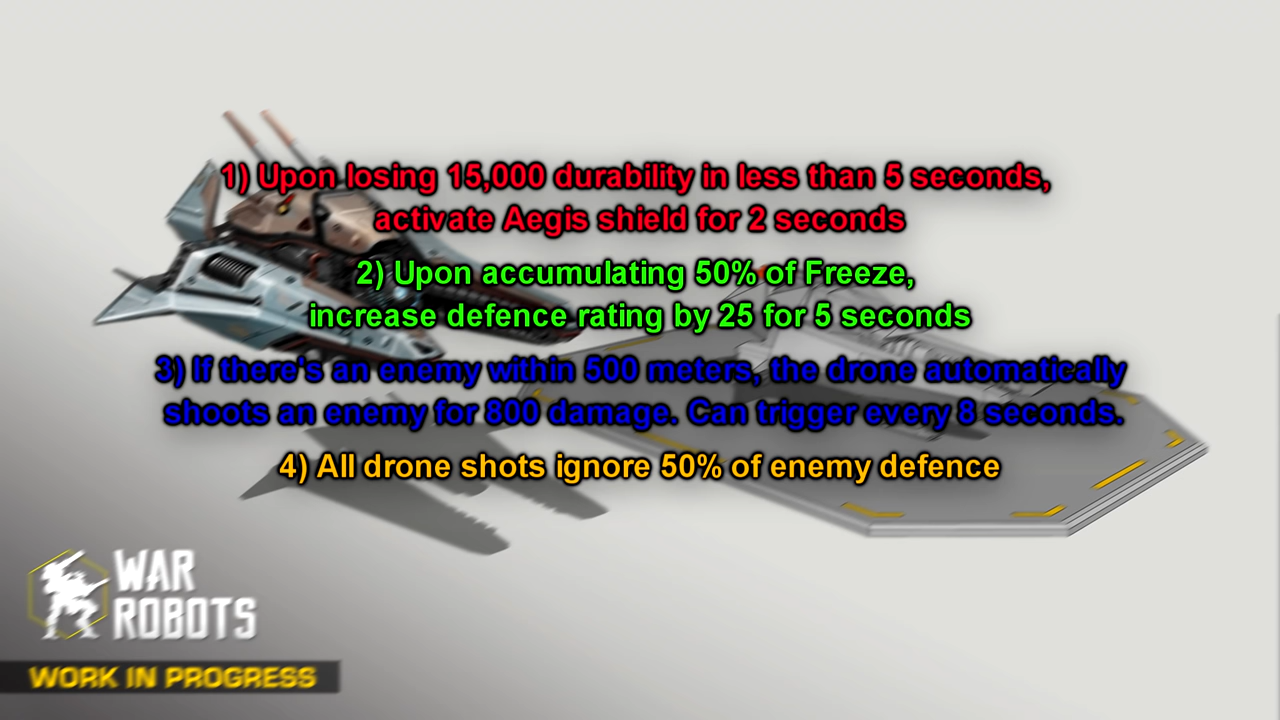 1) Upon losing 15,000 durability in less than 5 seconds,
activate Aegis shield for 2 seconds
2) Upon accumulating 50% of Freeze,
increase defence rating by 25 for 5 seconds
3) If there's an enemy within 500 meters, the drone automatically
shoots an enemy for 800 damage. Can trigger every 8 seconds.
4) All drone shots ignore 50% of enemy defence
WAR
ROBOTS
WORK IN PROGRESS